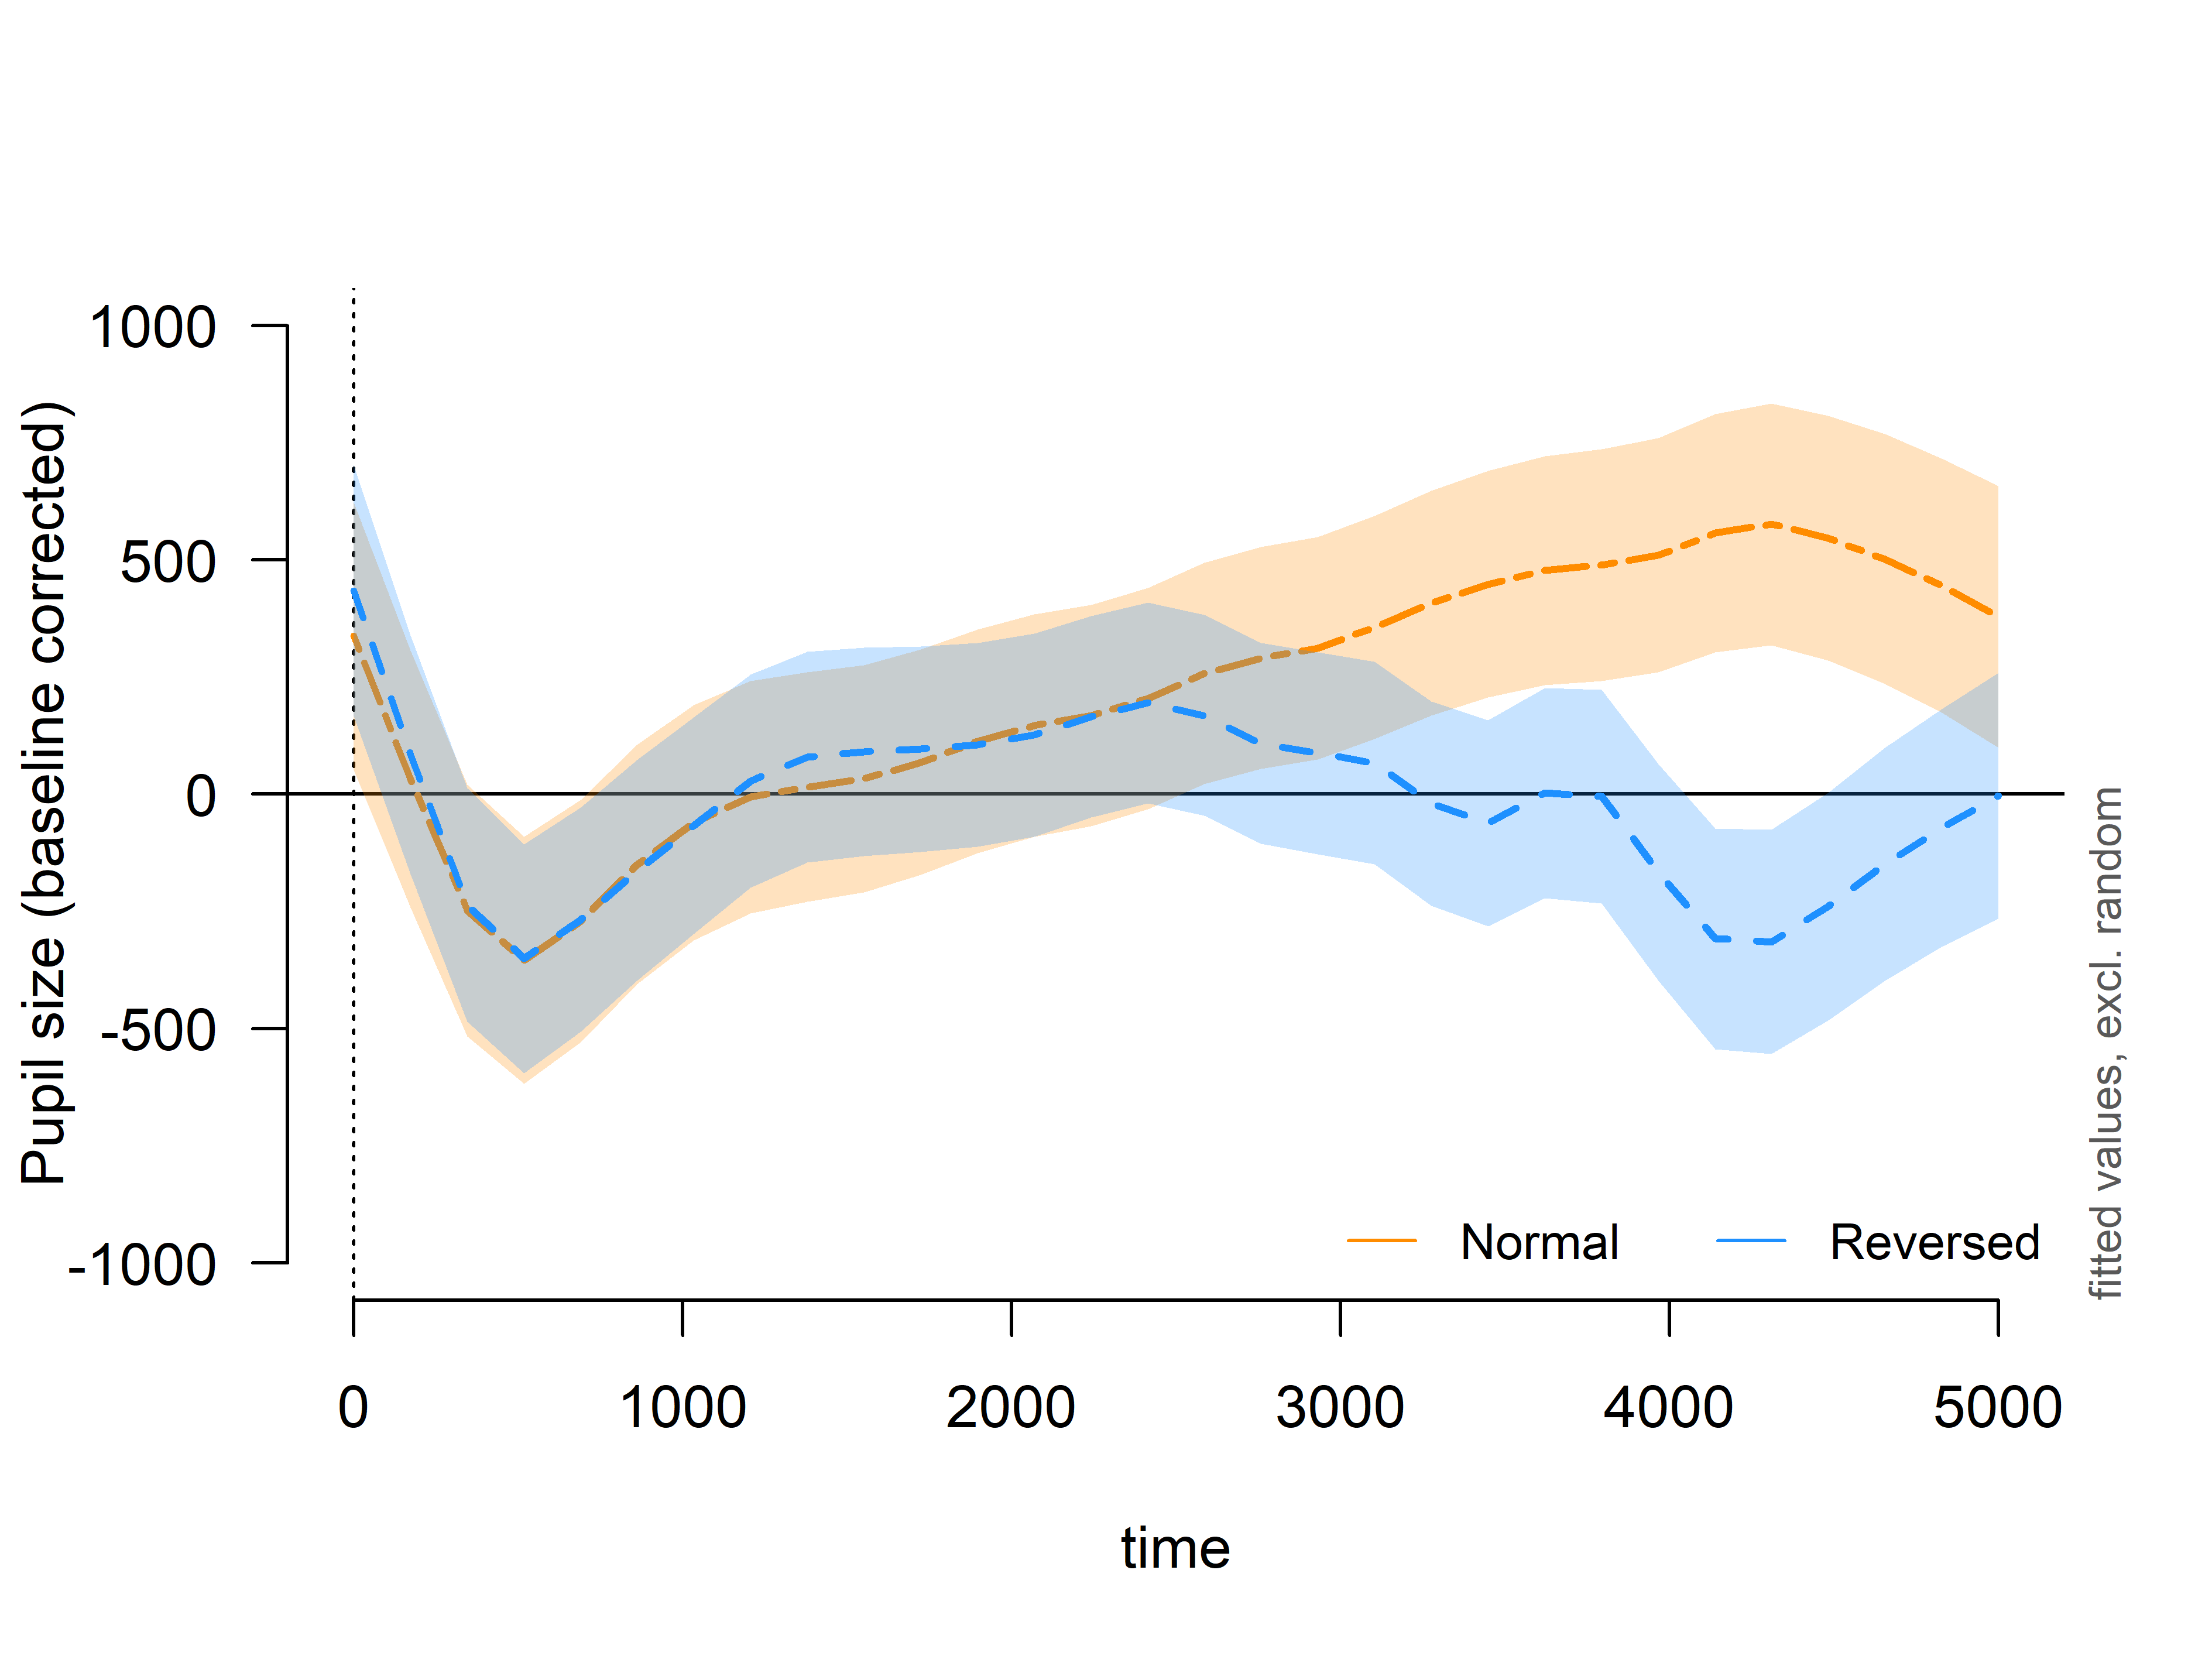 Pupil size (baseline corrected)
1000
500
0
-500
-1000
Normal
Reversed
fitted values, excl. random
0 1000 2000 3000 4000 5000
time